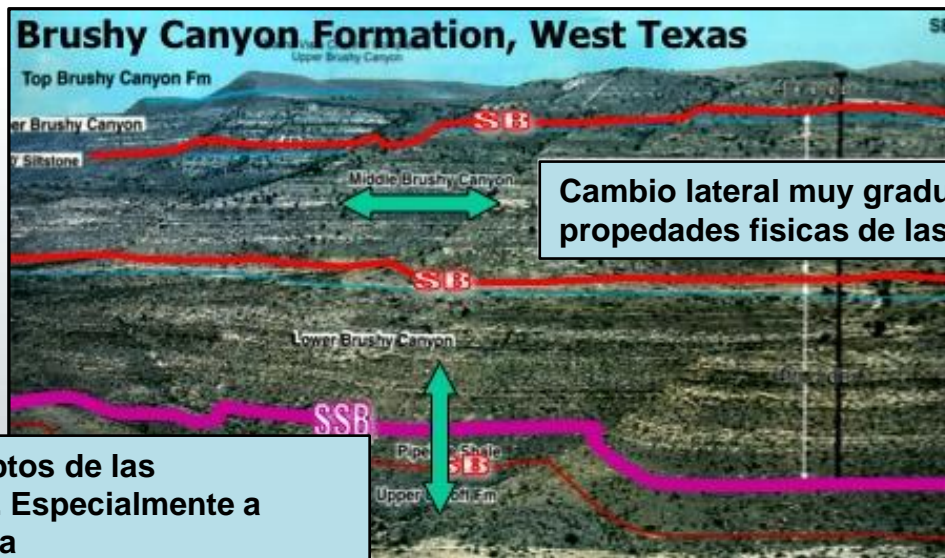 Brushy Canyon Formation, West Texas
Upper Brushy Canyon
Top Brushy Canyon Fm
er Brushy Canyon
SB
Siltstone
Middle Brushy Canyon
Cambio lateral muy gradu
propedades fisicas de las
SB
Lower Brushy Canyon
SSB
Shale
SB
Upper Fm
ptos de las
. Especialmente a
a